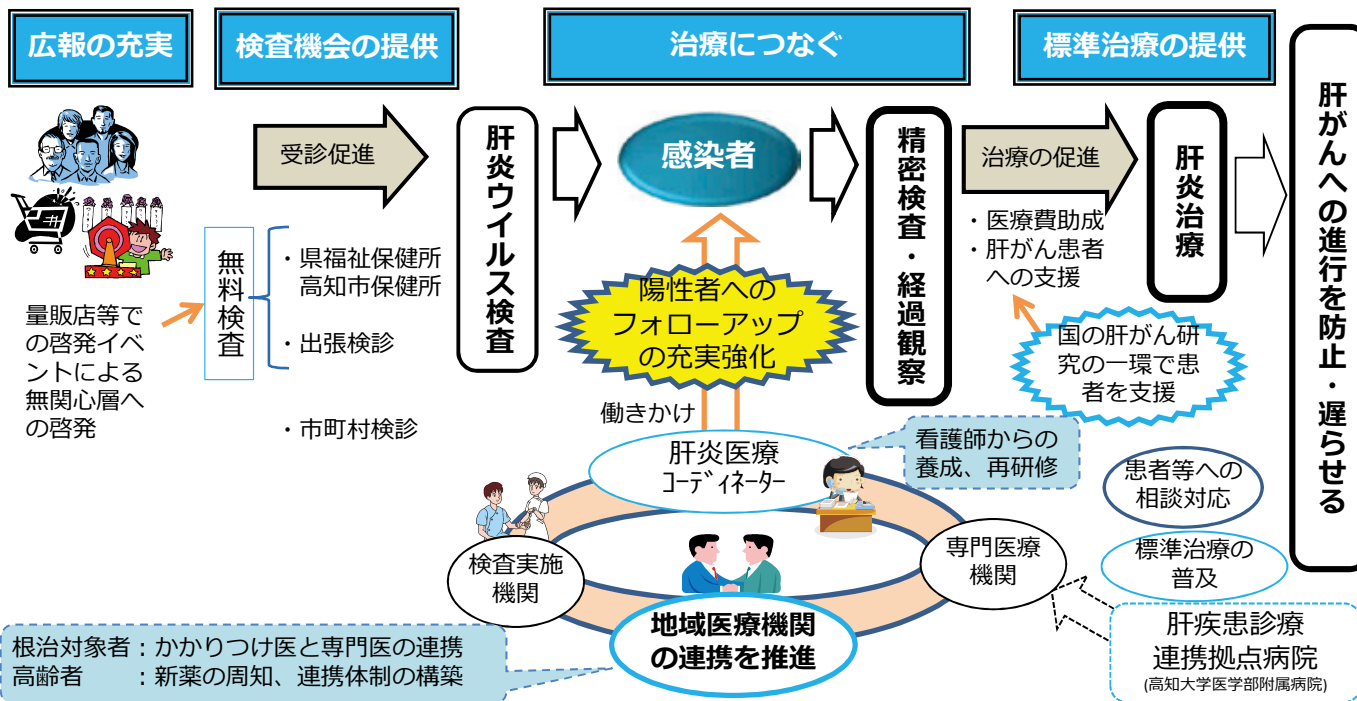 広報の充実
検査機会の提供
治療につなぐ
標準治療の提供
受診促進
肝炎ウイルス検査
感染者
精密検査・経過観察
治療の促進
肝炎治療
肝がんへの進行を防止・遅らせる
・医療費助成
・肝がん患者
への支援
国の肝がん研
究の一環で患
者を支援
量販店等で
の啓発イベ
ントによる
無関心層へ
の啓発
無料検査
・県福祉保健所
高知市保健所
・出張検診
・市町村検診
陽性者への
フォローアップ
の充実強化
働きかけ
肝炎医療
ｺｰﾃﾞｨﾈｰﾀｰ
看護師からの
養成、再研修
検査実施
機関
専門医療
機関
地域医療機関
の連携を推進
患者等への
相談対応
標準治療の
普及
肝疾患診療
連携拠点病院
(高知大学医学部附属病院)
根治対象者：かかりつけ医と専門医の連携
高齢者　　：新薬の周知、連携体制の構築